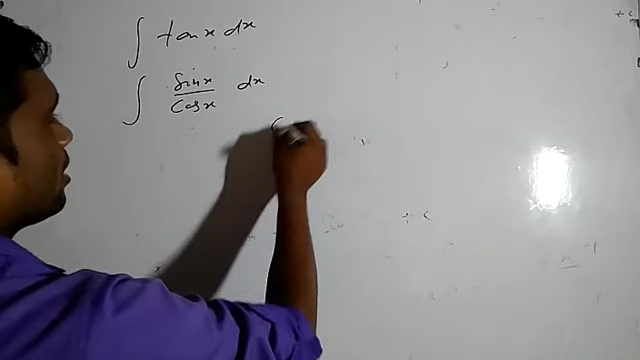 ∫ tan x dx
∫ sin x / cos x dx
+ c
+ c